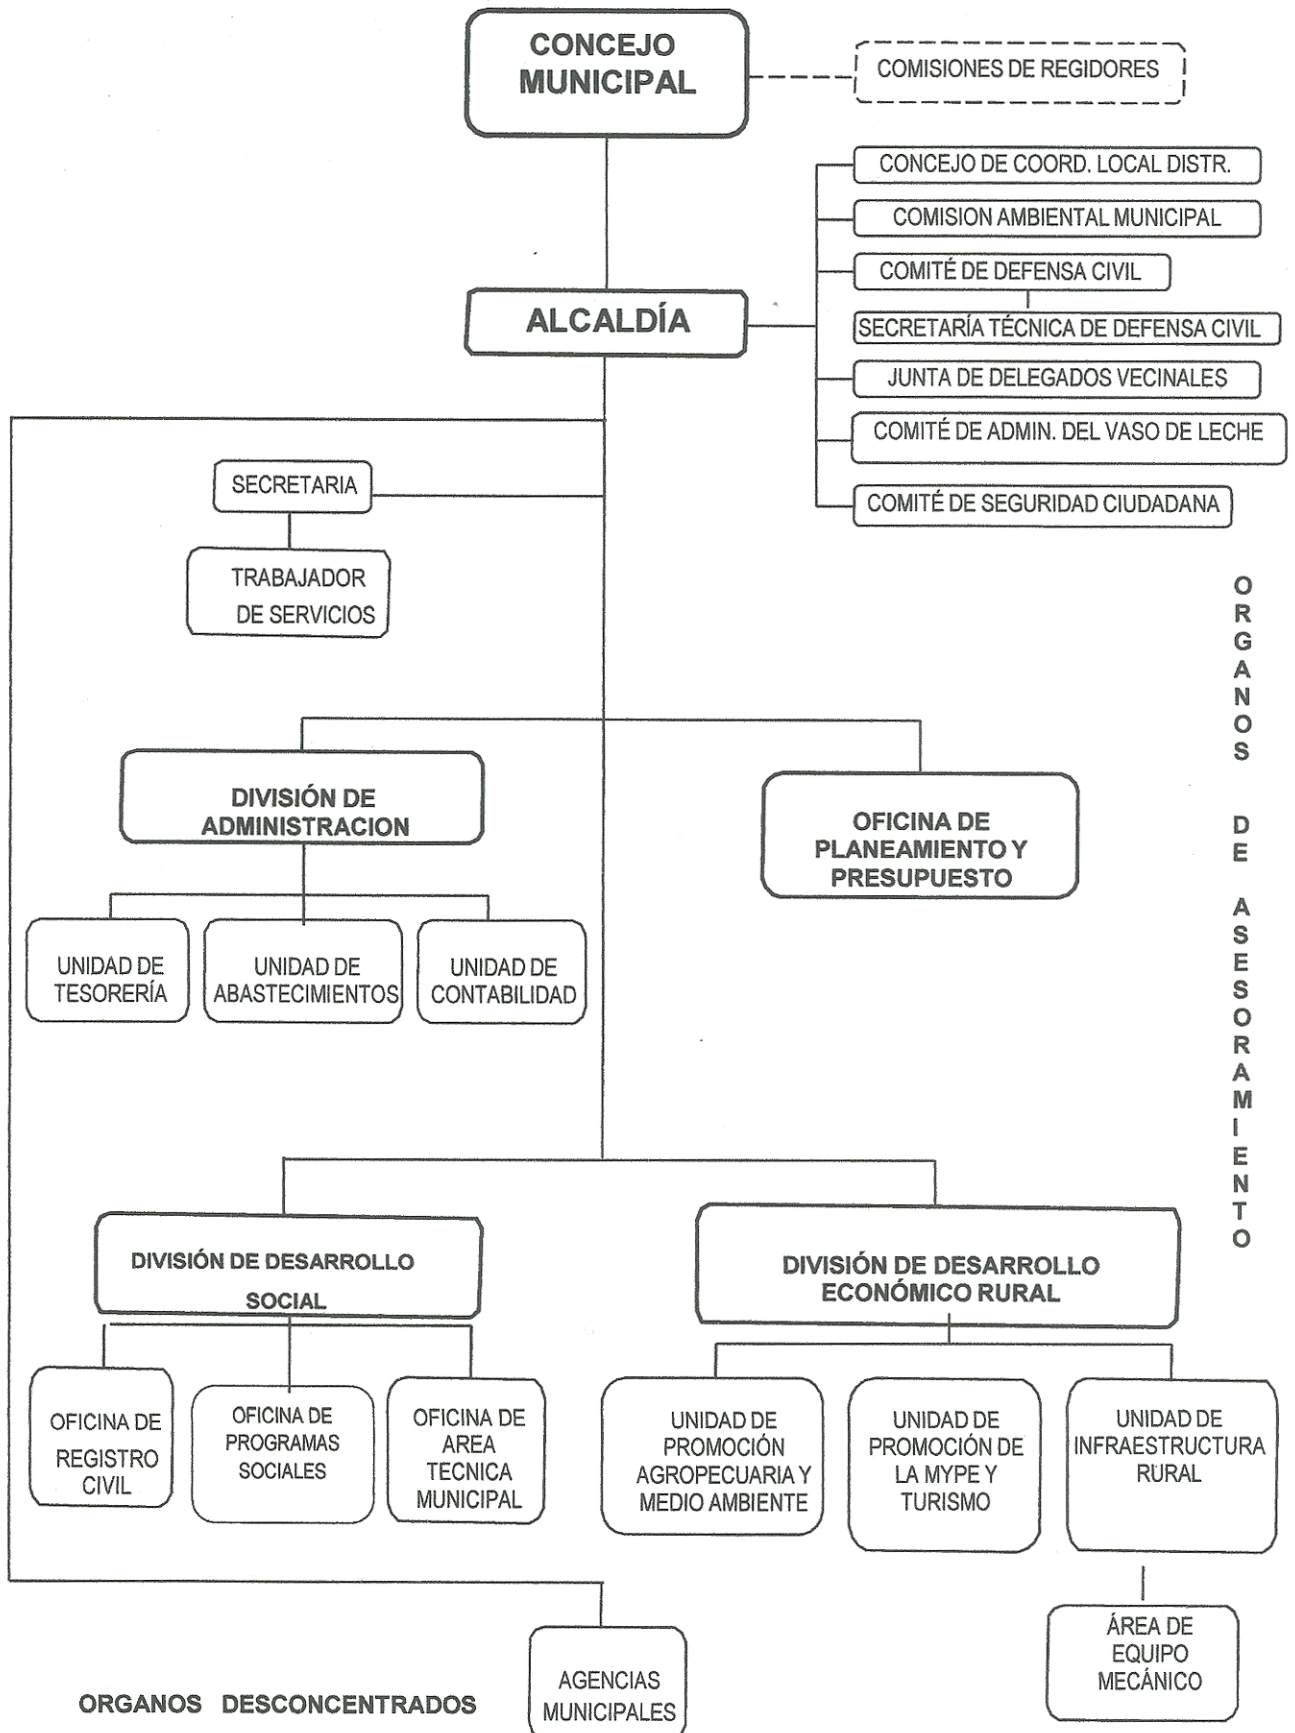 CONCEJO
MUNICIPAL
COMISIONES DE REGIDORES
CONCEJO DE COORD. LOCAL DISTR.
COMISION AMBIENTAL MUNICIPAL
COMITÉ DE DEFENSA CIVIL
ALCALDÍA
SECRETARÍA TÉCNICA DE DEFENSA CIVIL
JUNTA DE DELEGADOS VECINALES
COMITÉ DE ADMIN. DEL VASO DE LECHE
COMITÉ DE SEGURIDAD CIUDADANA
SECRETARIA
TRABAJADOR
DE SERVICIOS
ORGANOS DE ASESORAMIENTO
DIVISIÓN DE
ADMINISTRACION
OFICINA DE
PLANEAMIENTO Y
PRESUPUESTO
UNIDAD DE
TESORERÍA
UNIDAD DE
ABASTECIMIENTOS
UNIDAD DE
CONTABILIDAD
DIVISIÓN DE DESARROLLO
SOCIAL
DIVISIÓN DE DESARROLLO
ECONÓMICO RURAL
OFICINA DE
REGISTRO
CIVIL
OFICINA DE
PROGRAMAS
SOCIALES
OFICINA DE
AREA
TECNICA
MUNICIPAL
UNIDAD DE
PROMOCIÓN
AGROPECUARIA Y
MEDIO AMBIENTE
UNIDAD DE
PROMOCIÓN DE
LA MYPE Y
TURISMO
UNIDAD DE
INFRAESTRUCTURA
RURAL
ÁREA DE
EQUIPO
MECÁNICO
AGENCIAS
MUNICIPALES
ORGANOS DESCONCENTRADOS